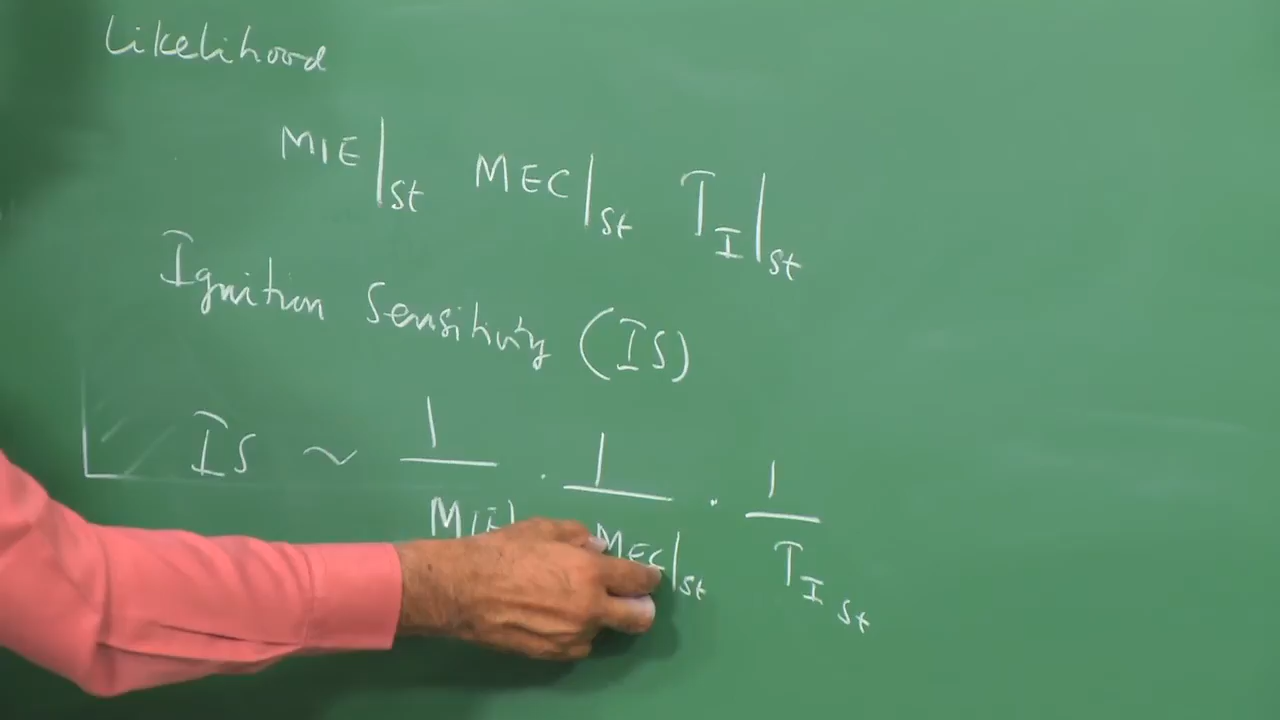 Likelihood
MIE|st MEC|st TI|st
Ignition Sensitivity (IS)
IS ~ 1 . 1 . 1
MIE| MEC|st TI st